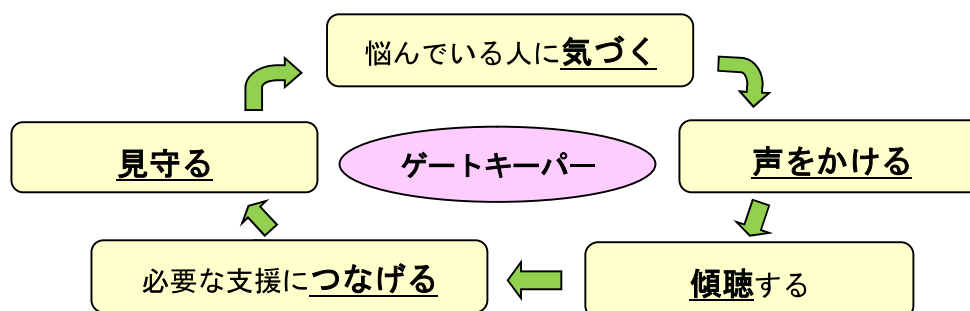 悩んでいる人に気づく
見守る
ゲートキーパー
声をかける
必要な支援につなげる
傾聴する